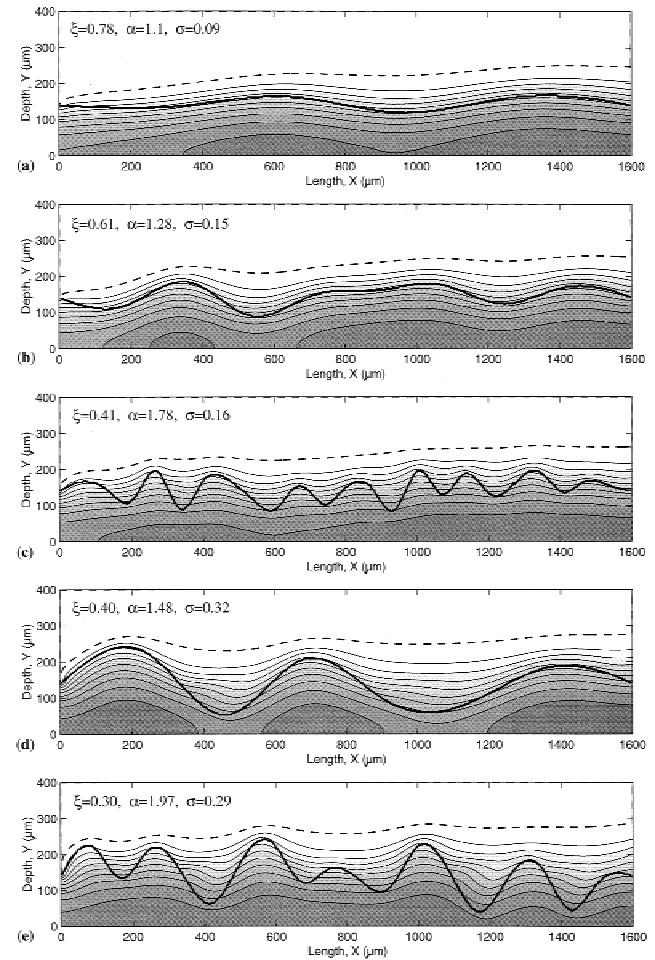 400
ξ=0.78, α=1.1, σ=0.09
300
200
100
0
Depth, Y (µm)
0 200 400 600 800 1000 1200 1400 1600
(a) Length, X (µm)
400
ξ=0.61, α=1.28, σ=0.15
300
200
100
0
Depth, Y (µm)
0 200 400 600 800 1000 1200 1400 1600
(b) Length, X (µm)
400
ξ=0.41, α=1.78, σ=0.16
300
200
100
0
Depth, Y (µm)
0 200 400 600 800 1000 1200 1400 1600
(c) Length, X (µm)
400
ξ=0.40, α=1.48, σ=0.32
300
200
100
0
Depth, Y (µm)
0 200 400 600 800 1000 1200 1400 1600
(d) Length, X (µm)
400
ξ=0.30, α=1.97, σ=0.29
300
200
100
0
Depth, Y (µm)
0 200 400 600 800 1000 1200 1400 1600
(e) Length, X (µm)